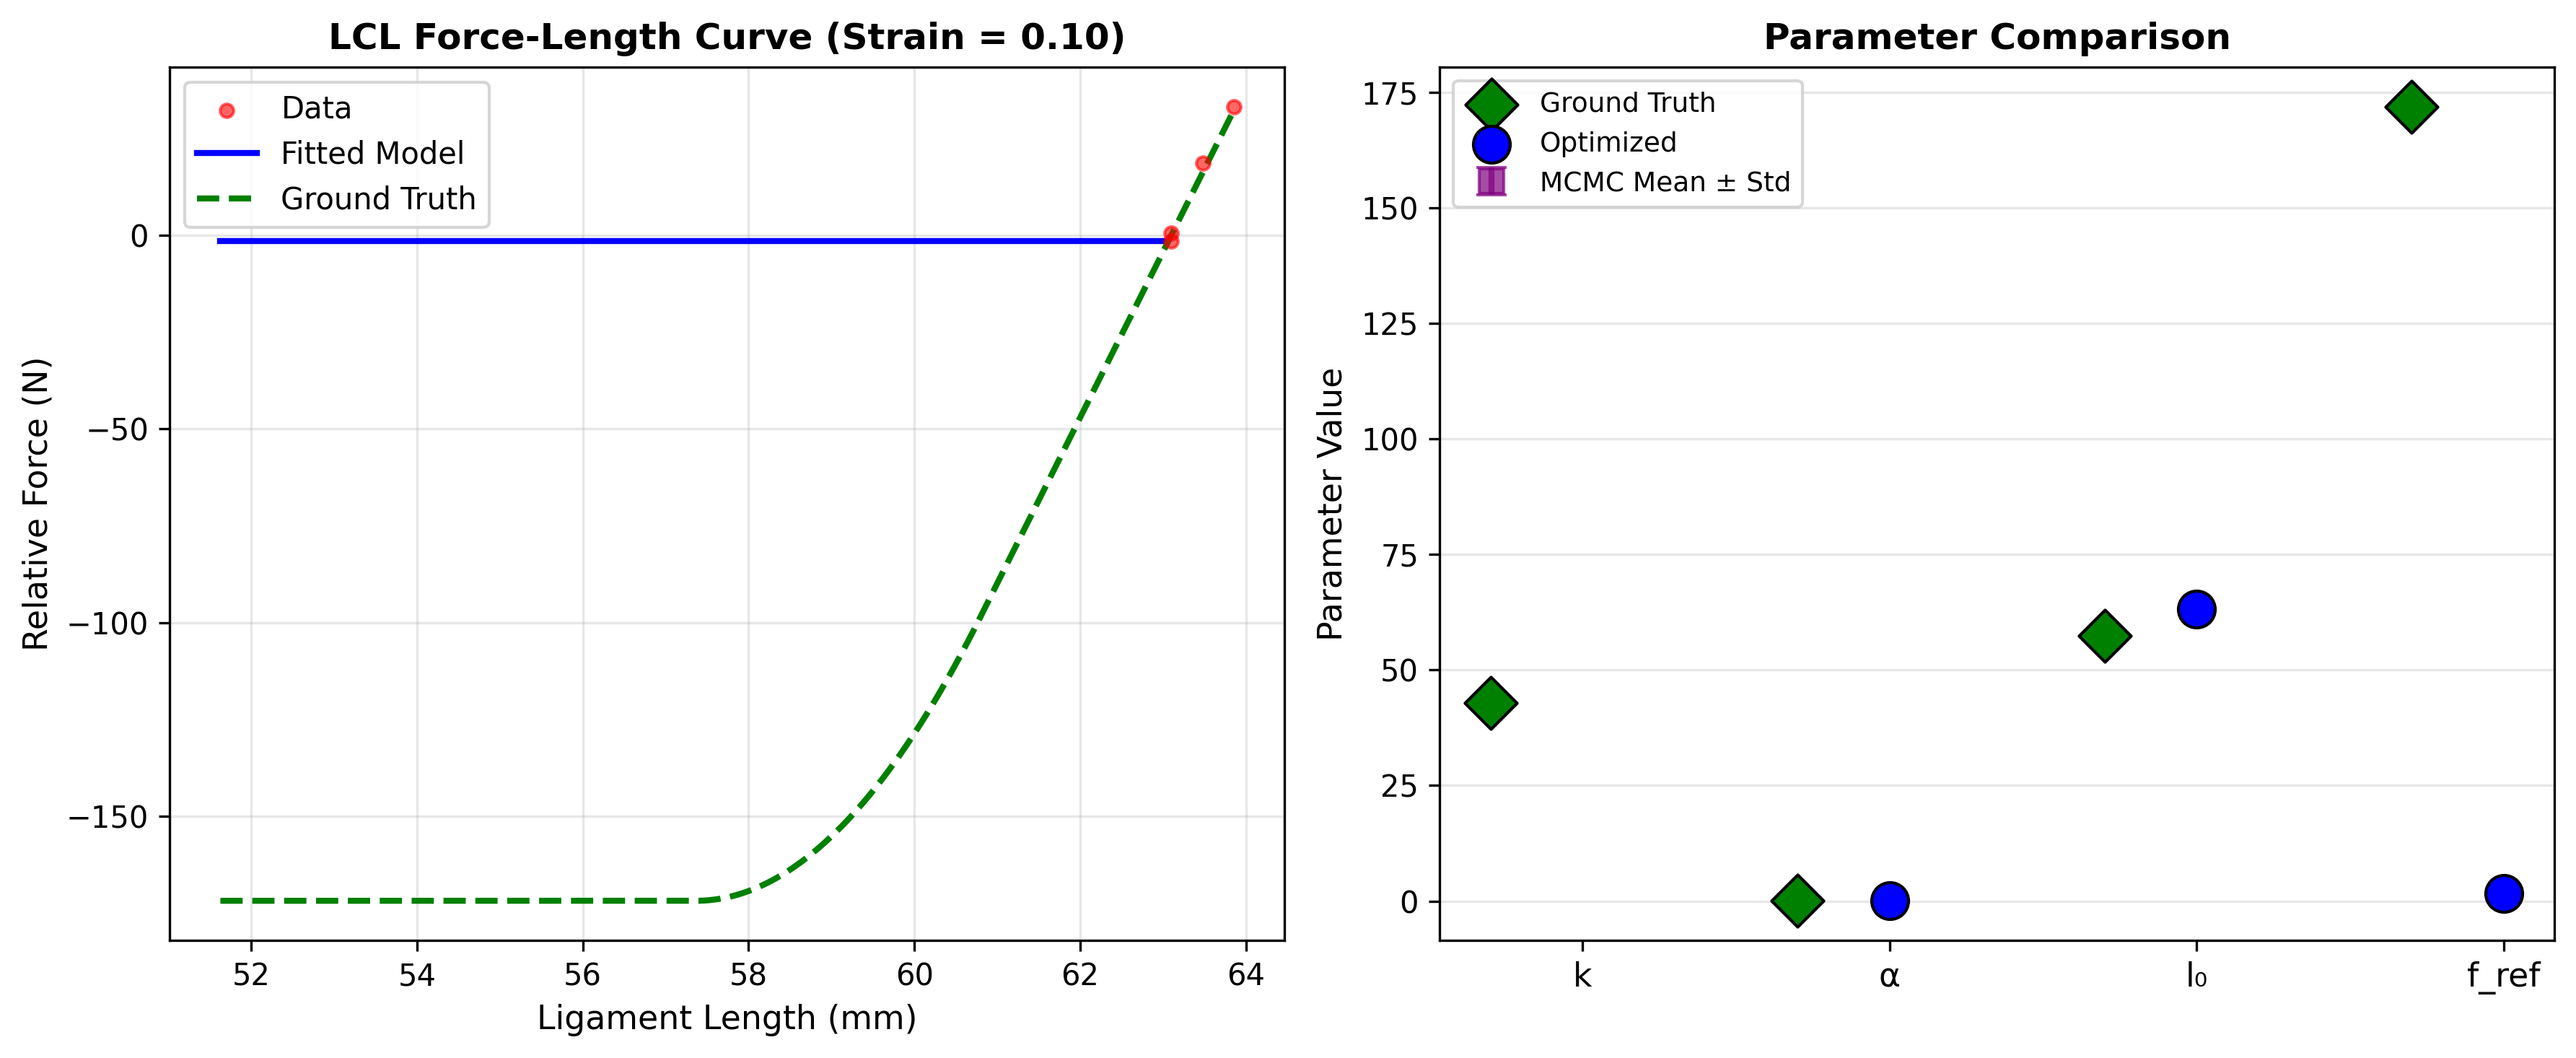 LCL Force-Length Curve (Strain = 0.10)
Data
Fitted Model
Ground Truth
Relative Force (N)
0
−50
−100
−150
52
54
56
58
60
62
64
Ligament Length (mm)
Parameter Comparison
Ground Truth
Optimized
MCMC Mean ± Std
Parameter Value
175
150
125
100
75
50
25
0
k
α
l₀
f_ref